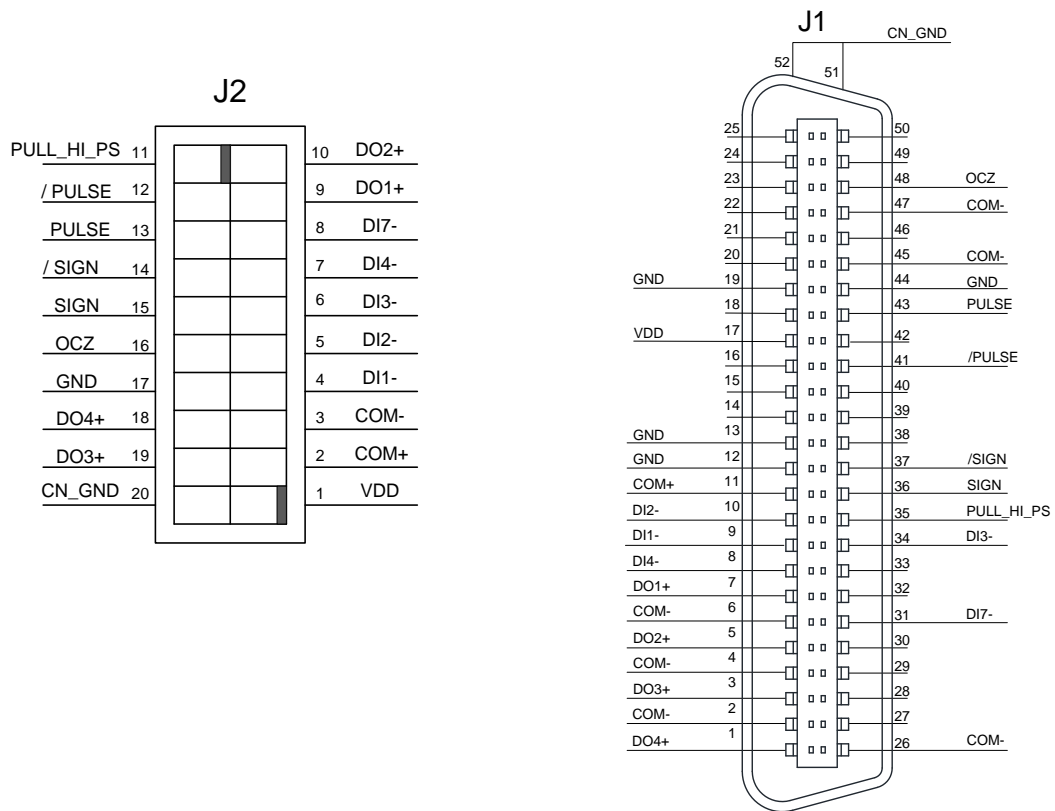 J2
PULL_HI_PS 11 10 DO2+
/ PULSE 12 9 DO1+
PULSE 13 8 DI7-
/ SIGN 14 7 DI4-
SIGN 15 6 DI3-
OCZ 16 5 DI2-
GND 17 4 DI1-
DO4+ 18 3 COM-
DO3+ 19 2 COM+
CN_GND 20 1 VDD
J1
CN_GND
52 51
25 50
24 49
23 48 OCZ
22 47 COM-
21 46
20 45 COM-
GND 19 44 GND
18 43 PULSE
VDD 17 42
16 41 /PULSE
15 40
14 39
GND 13 38
GND 12 37 /SIGN
COM+ 11 36 SIGN
DI2- 10 35 PULL_HI_PS
DI1- 9 34 DI3-
DI4- 8 33
DO1+ 7 32
COM- 6 31 DI7-
DO2+ 5 30
COM- 4 29
DO3+ 3 28
COM- 2 27
DO4+ 1 26 COM-